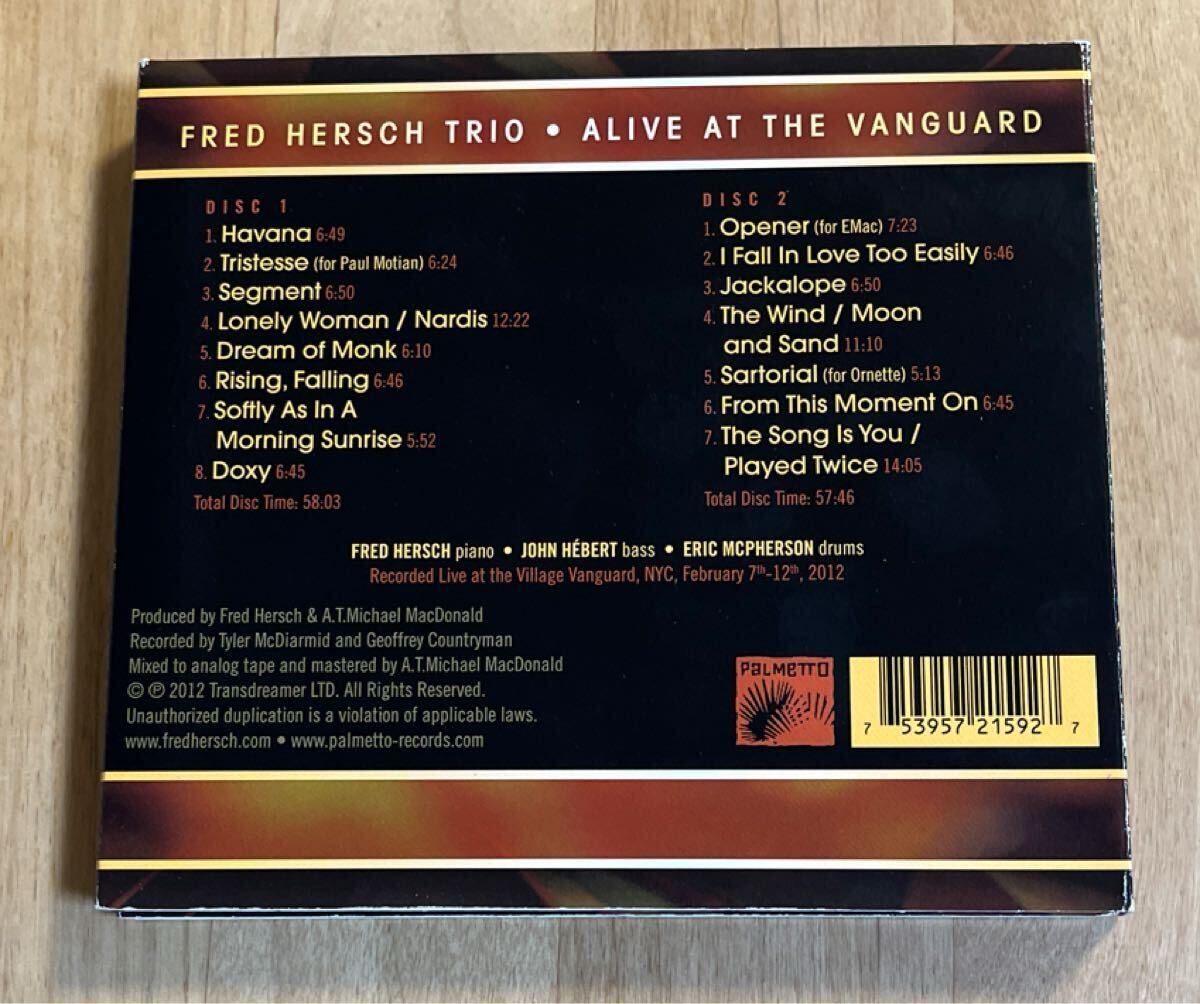 FRED HERSCH TRIO • ALIVE AT THE VANGUARD
DISC 1
1. Havana 6:49
2. Tristesse (for Paul Motian) 6:24
3. Segment 6:50
4. Lonely Woman / Nardis 12:22
5. Dream of Monk 6:10
6. Rising, Falling 6:46
7. Softly As In A
Morning Sunrise 5:52
8. Doxy 6:45
Total Disc Time: 58:03
DISC 2
1. Opener (for EMac) 7:23
2. I Fall In Love Too Easily 6:46
3. Jackalope 6:50
4. The Wind / Moon
and Sand 11:10
5. Sartorial (for Ornette) 5:13
6. From This Moment On 6:45
7. The Song Is You /
Played Twice 14:05
Total Disc Time: 57:46
FRED HERSCH piano • JOHN HÉBERT bass • ERIC MCPHERSON drums
Recorded Live at the Village Vanguard, NYC, February 7th-12th, 2012
Produced by Fred Hersch & A.T.Michael MacDonald
Recorded by Tyler McDiarmid and Geoffrey Countryman
Mixed to analog tape and mastered by A.T.Michael MacDonald
© ℗ 2012 Transdreamer LTD. All Rights Reserved.
Unauthorized duplication is a violation of applicable laws.
www.fredhersch.com • www.palmetto-records.com
PALMETTO
7 53957 21592 7